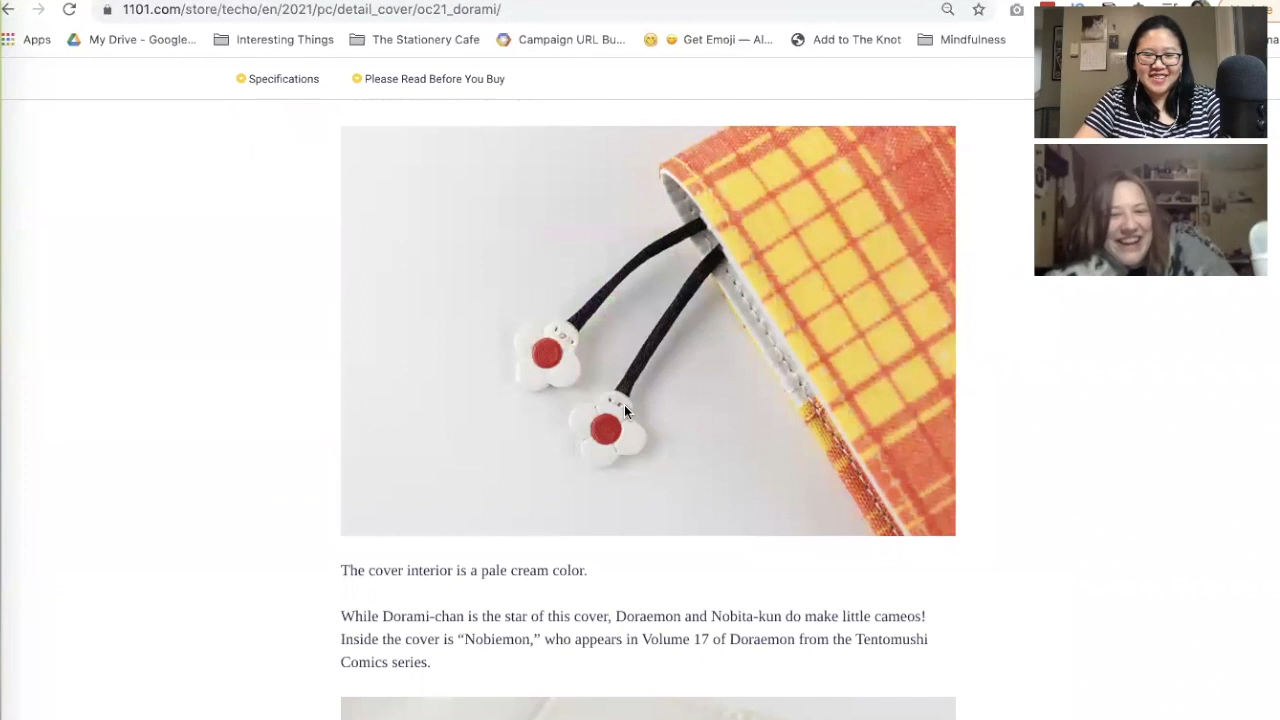 1101.com/store/techo/en/2021/pc/detail_cover/oc21_dorami/
Apps My Drive - Google... Interesting Things The Stationery Cafe Campaign URL Bu... Get Emoji — Al... Add to The Knot Mindfulness
Specifications Please Read Before You Buy
The cover interior is a pale cream color.
While Dorami-chan is the star of this cover, Doraemon and Nobita-kun do make little cameos!
Inside the cover is “Nobiemon,” who appears in Volume 17 of Doraemon from the Tentomushi
Comics series.